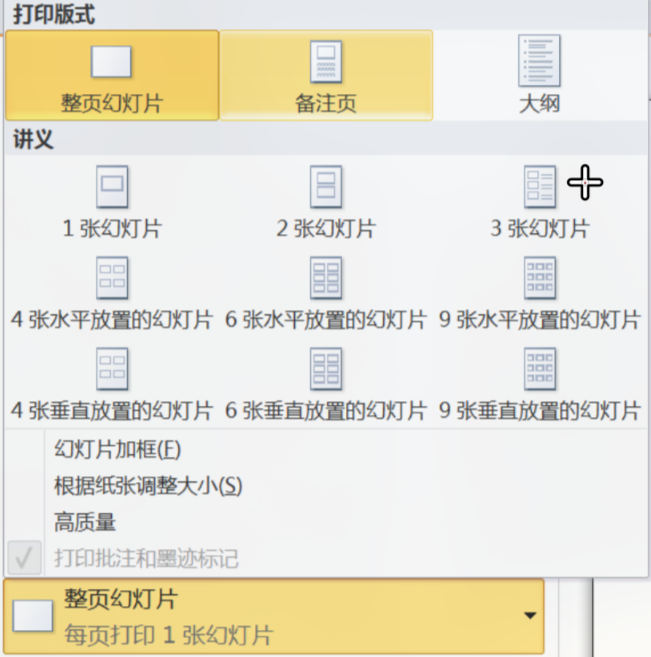 打印版式
整页幻灯片 备注页 大纲
讲义
1 张幻灯片 2 张幻灯片 3 张幻灯片
4 张水平放置的幻灯片 6 张水平放置的幻灯片 9 张水平放置的幻灯片
4 张垂直放置的幻灯片 6 张垂直放置的幻灯片 9 张垂直放置的幻灯片
幻灯片加框(F)
根据纸张调整大小(S)
高质量
打印批注和墨迹标记
整页幻灯片
每页打印 1 张幻灯片